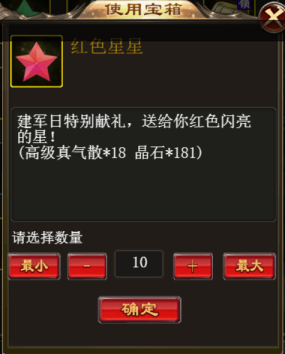 使用宝箱
红色星星
建军日特别献礼，送给你红色闪亮
的星！
(高级真气散*18 晶石*181)
请选择数量
最小 - 10 + 最大
确定